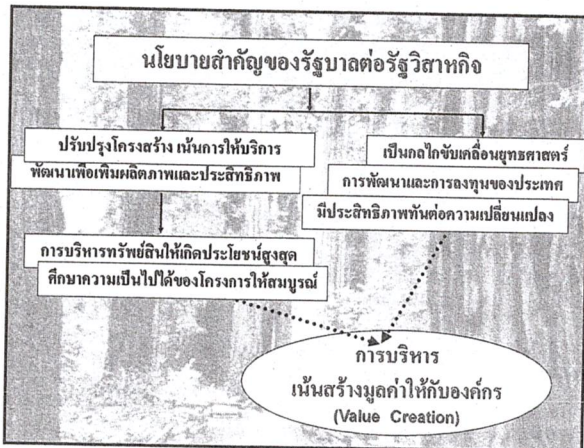 นโยบายสำคัญของรัฐบาลต่อรัฐวิสาหกิจ
ปรับปรุงโครงสร้าง เน้นการให้บริการ
พัฒนาเพื่อเพิ่มผลิตภาพและประสิทธิภาพ
เป็นกลไกขับเคลื่อนยุทธศาสตร์
การพัฒนาและการลงทุนของประเทศ
มีประสิทธิภาพทันต่อความเปลี่ยนแปลง
การบริหารทรัพย์สินให้เกิดประโยชน์สูงสุด
ศึกษาความเป็นไปได้ของโครงการให้สมบูรณ์
การบริหาร
เน้นสร้างมูลค่าให้กับองค์กร
(Value Creation)